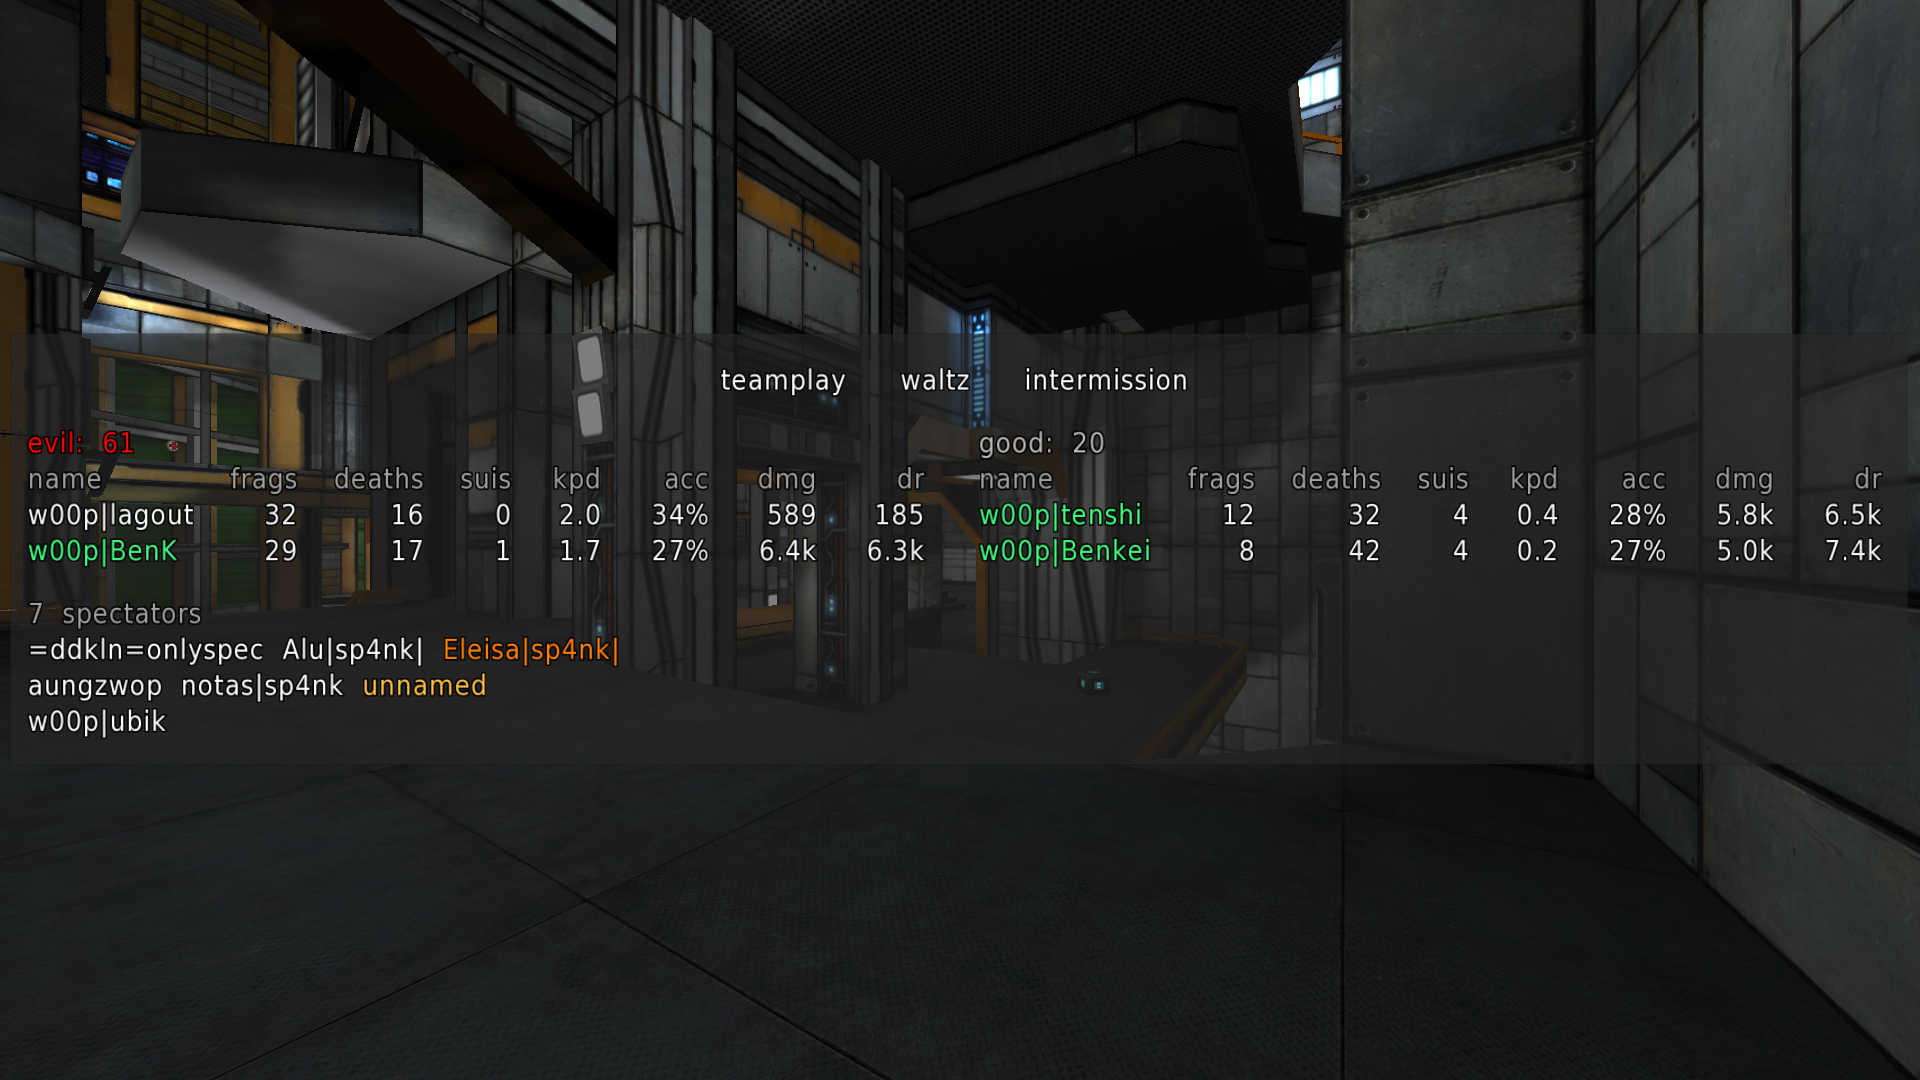 teamplay waltz intermission
evil: 61
name frags deaths suis kpd acc dmg dr
w00p|lagout 32 16 0 2.0 34% 589 185
w00p|BenK 29 17 1 1.7 27% 6.4k 6.3k
good: 20
name frags deaths suis kpd acc dmg dr
w00p|tenshi 12 32 4 0.4 28% 5.8k 6.5k
w00p|Benkei 8 42 4 0.2 27% 5.0k 7.4k
7 spectators
=ddkln=onlyspec Alu|sp4nk| Eleisa|sp4nk|
aungzwop notas|sp4nk unnamed
w00p|ubik